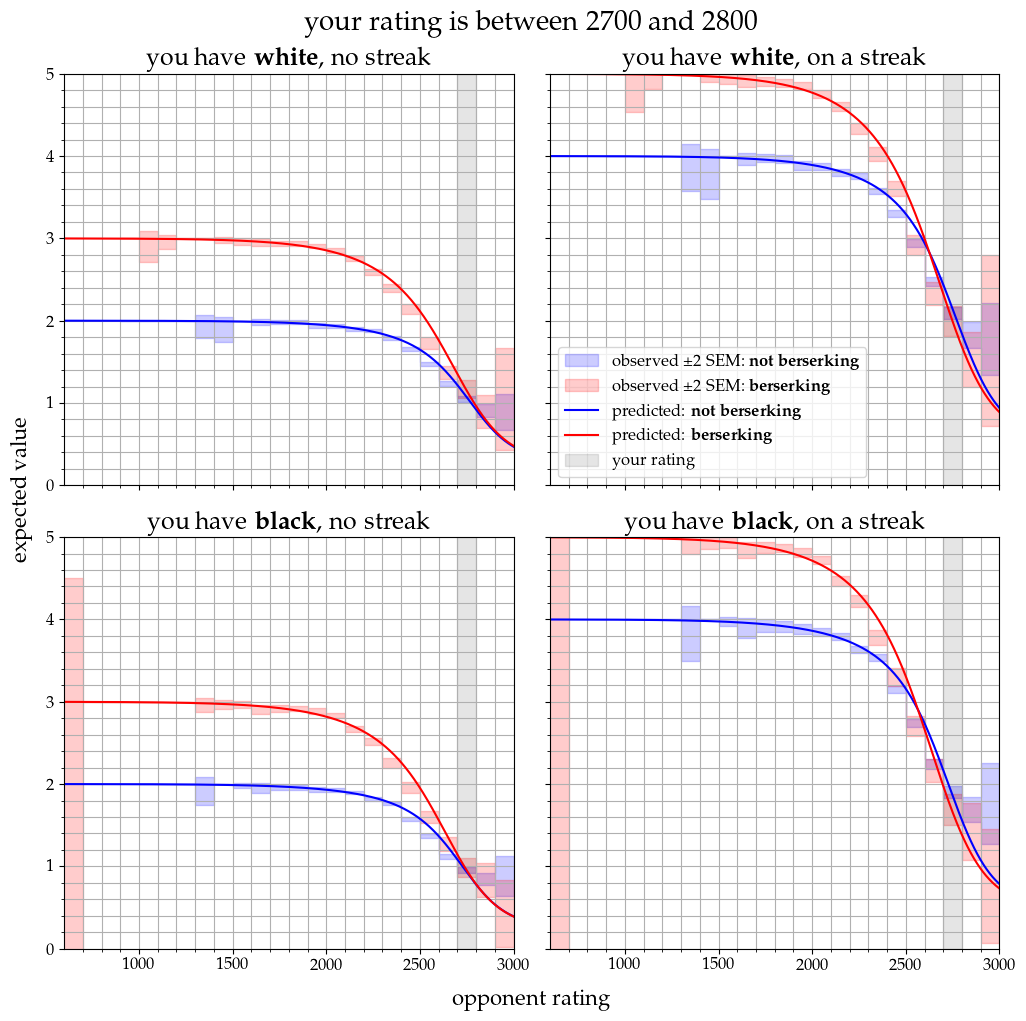 your rating is between 2700 and 2800
you have white, no streak
you have white, on a streak
5
4
3
2
1
0
observed ±2 SEM: not berserking
observed ±2 SEM: berserking
predicted: not berserking
predicted: berserking
your rating
expected value
you have black, no streak
you have black, on a streak
5
4
3
2
1
0
1000 1500 2000 2500 3000
1000 1500 2000 2500 3000
opponent rating